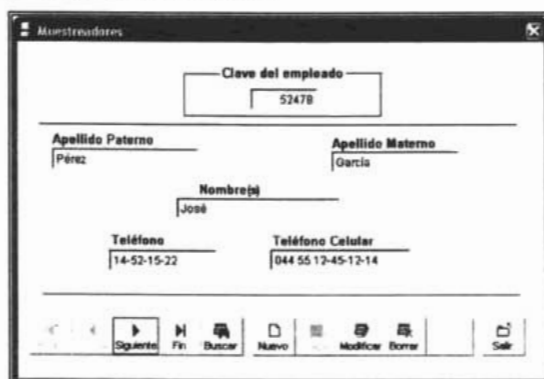 Muestreadores
Clave del empleado
52478
Apellido Paterno
Apellido Materno
Pérez
García
Nombre(s)
José
Teléfono
Teléfono Celular
14-52-15-22
044 55 12-45-12-14
Siguiente Fin Buscar Nuevo Modificar Borrar Salir